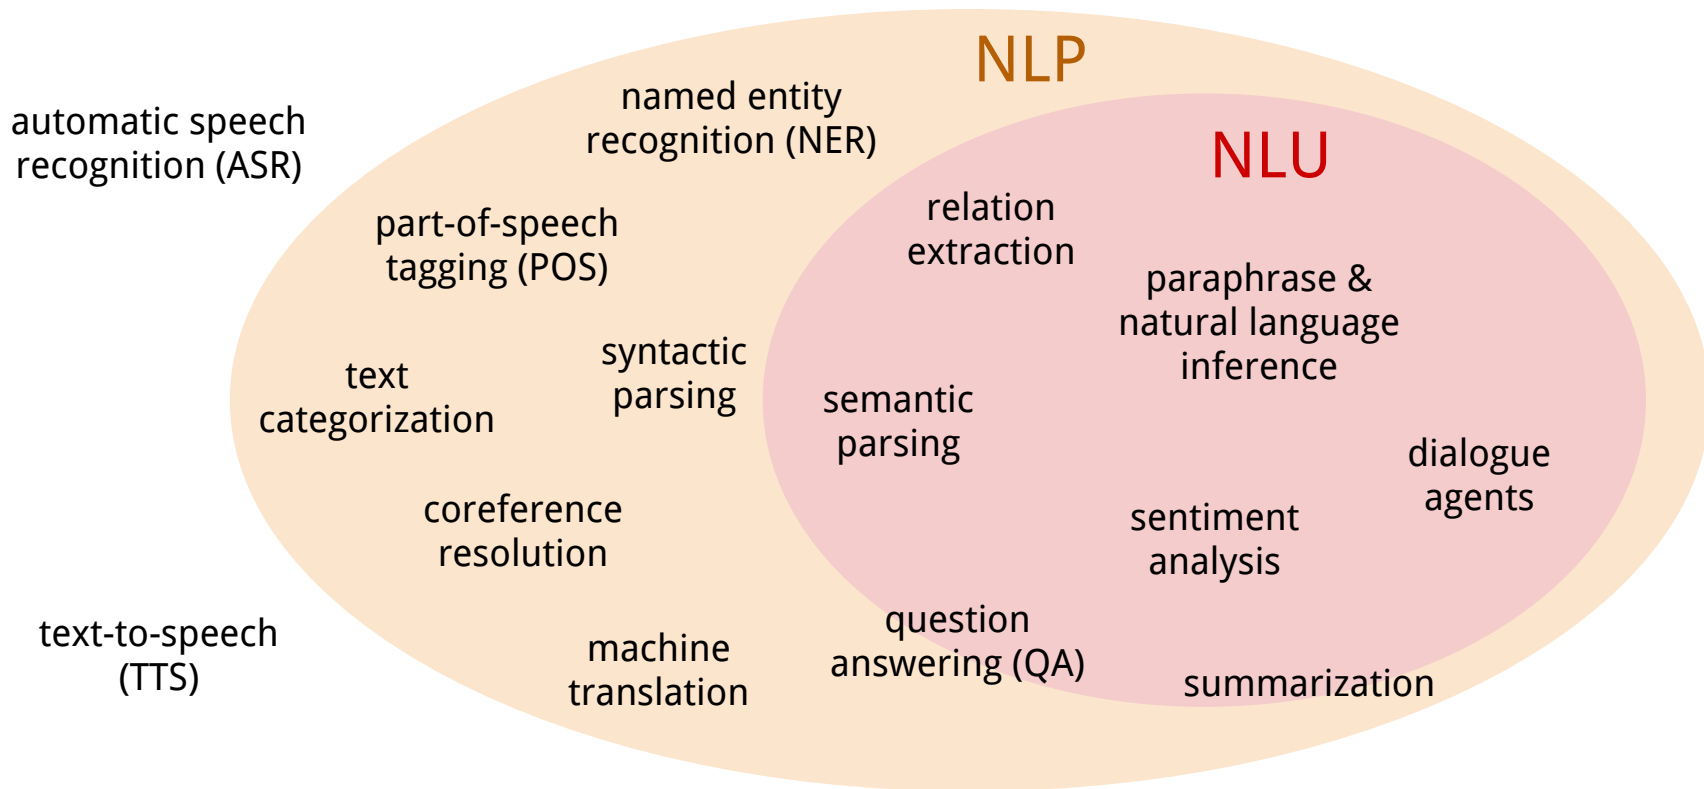 NLP
named entity
recognition (NER)
automatic speech
recognition (ASR)
NLU
relation
extraction
part-of-speech
tagging (POS)
paraphrase &
natural language
inference
syntactic
parsing
text
categorization
semantic
parsing
dialogue
agents
coreference
resolution
sentiment
analysis
question
answering (QA)
text-to-speech
(TTS)
machine
translation
summarization